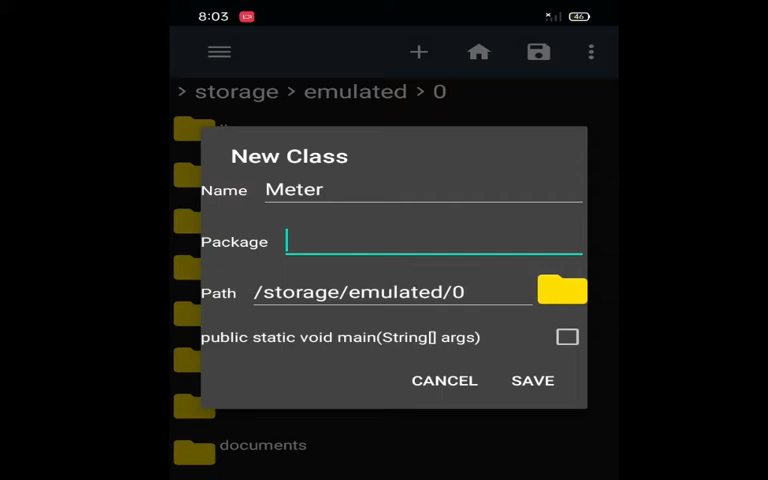 8:03
46
> storage > emulated > 0
..
New Class
Name Meter
Package
Path /storage/emulated/0
public static void main(String[] args)
CANCEL SAVE
documents